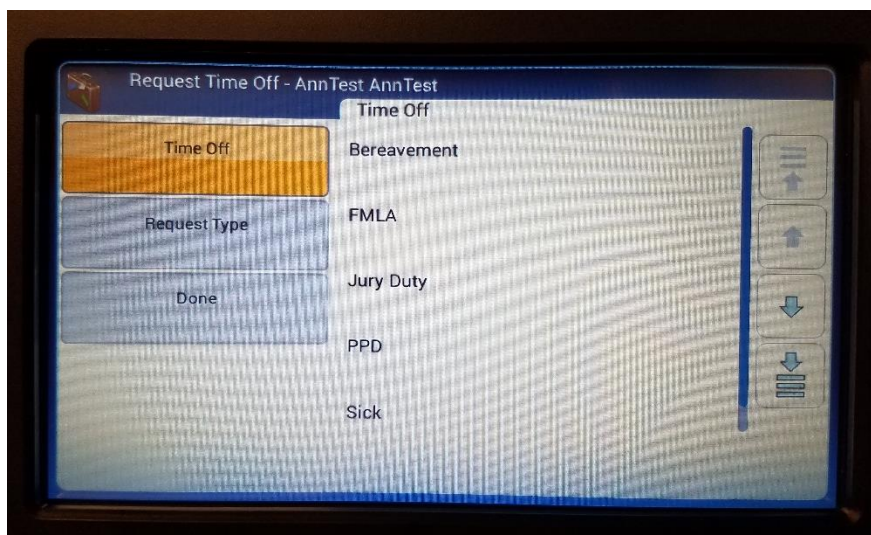 Request Time Off - AnnTest AnnTest
Time Off
Request Type
Done
Time Off
Bereavement
FMLA
Jury Duty
PPD
Sick